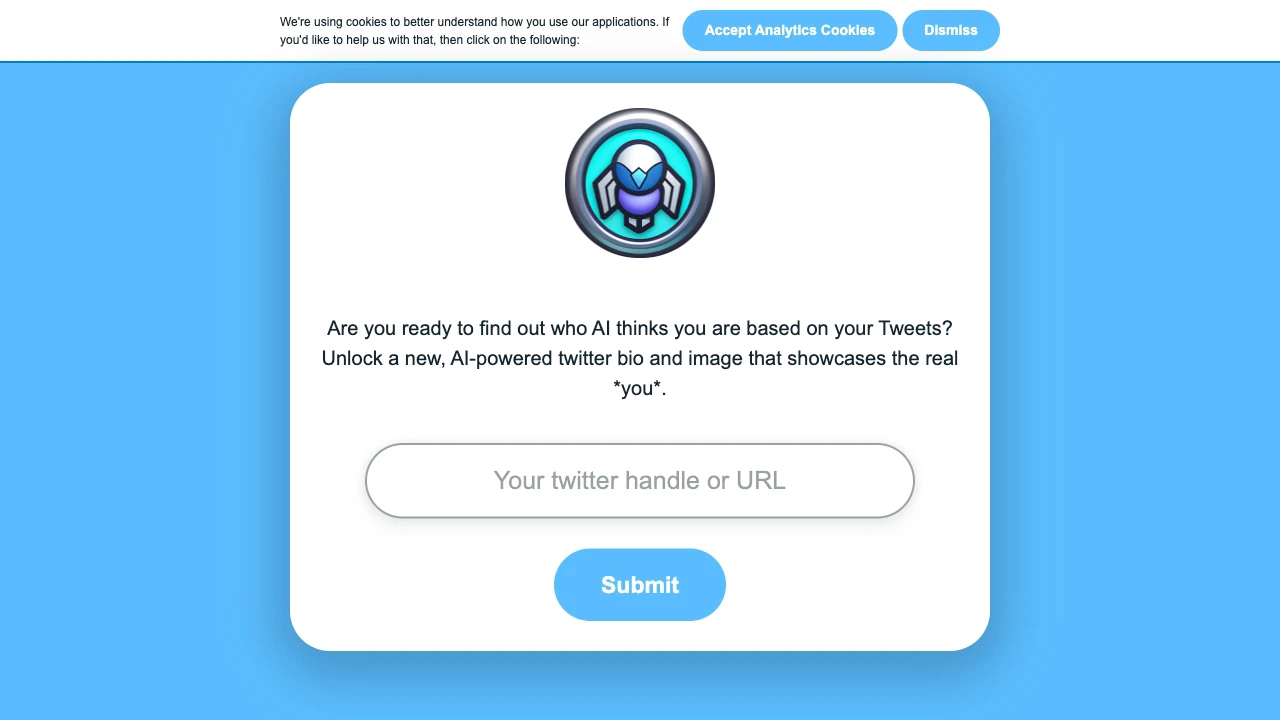 We're using cookies to better understand how you use our applications. If
you'd like to help us with that, then click on the following:
Accept Analytics Cookies
Dismiss
Are you ready to find out who AI thinks you are based on your Tweets?
Unlock a new, AI-powered twitter bio and image that showcases the real
*you*.
Your twitter handle or URL
Submit